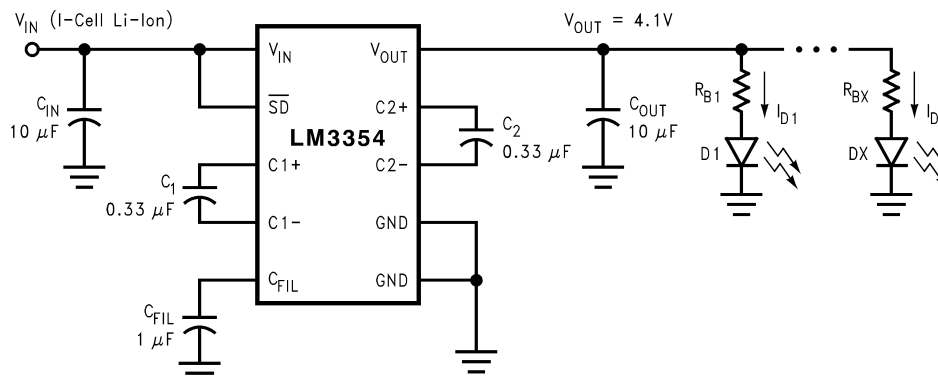 V_IN (I-Cell Li-Ion)
V_OUT = 4.1V
V_IN
V_OUT
C_IN
10 µF
SD
C2+
C_2
0.33 µF
C_OUT
10 µF
R_B1
I_D1
R_BX
I_D
LM3354
C1+
C2-
D1
DX
C_1
0.33 µF
C1-
GND
C_FIL
GND
C_FIL
1 µF